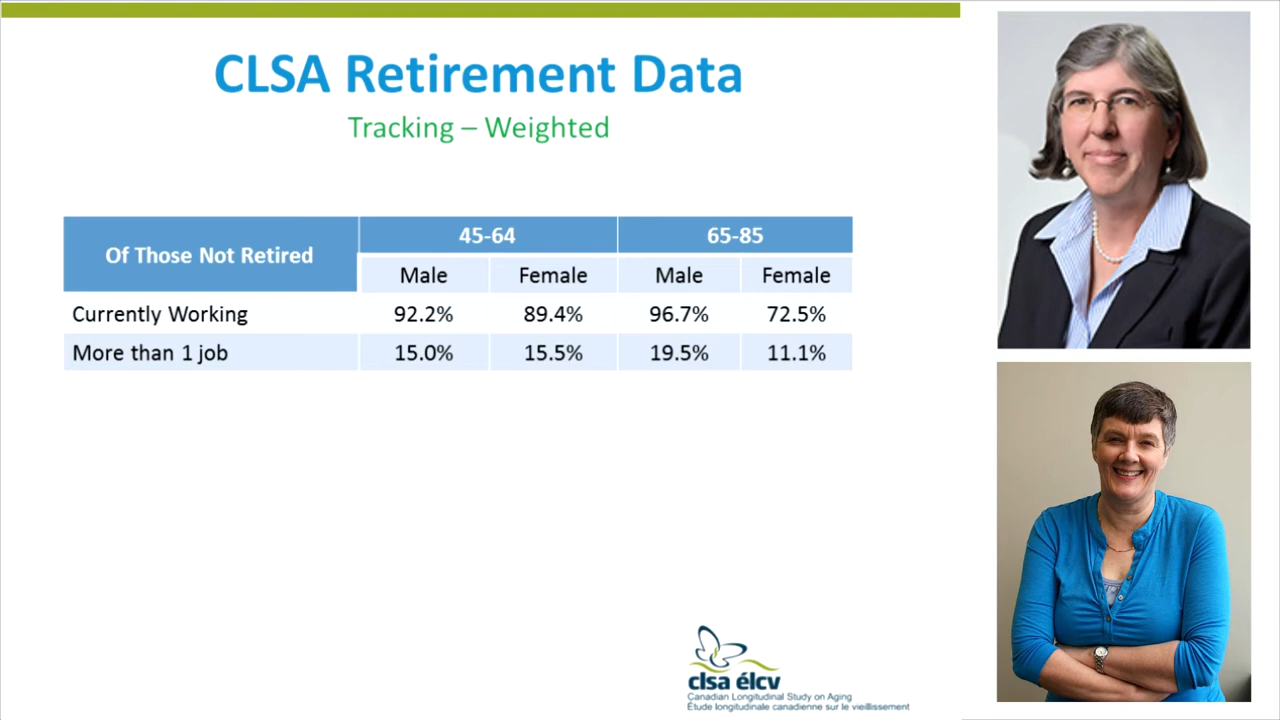 CLSA Retirement Data
Tracking – Weighted
Of Those Not Retired
45-64
65-85
Male
Female
Male
Female
Currently Working
92.2%
89.4%
96.7%
72.5%
More than 1 job
15.0%
15.5%
19.5%
11.1%
clsa élcv
Canadian Longitudinal Study on Aging
Étude longitudinale canadienne sur le vieillissement